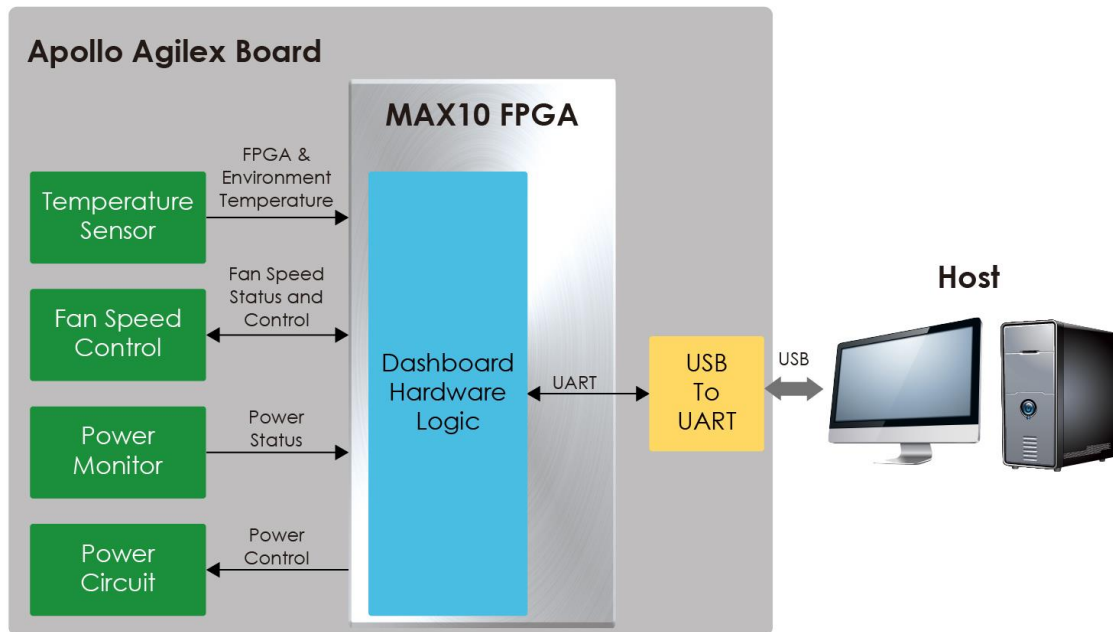 Apollo Agilex Board
MAX10 FPGA
FPGA &
Environment
Temperature
Temperature
Sensor
Fan Speed
Status and
Control
Fan Speed
Control
Power
Status
Power
Monitor
Power
Control
Power
Circuit
Dashboard
Hardware
Logic
UART
USB
To
UART
USB
Host